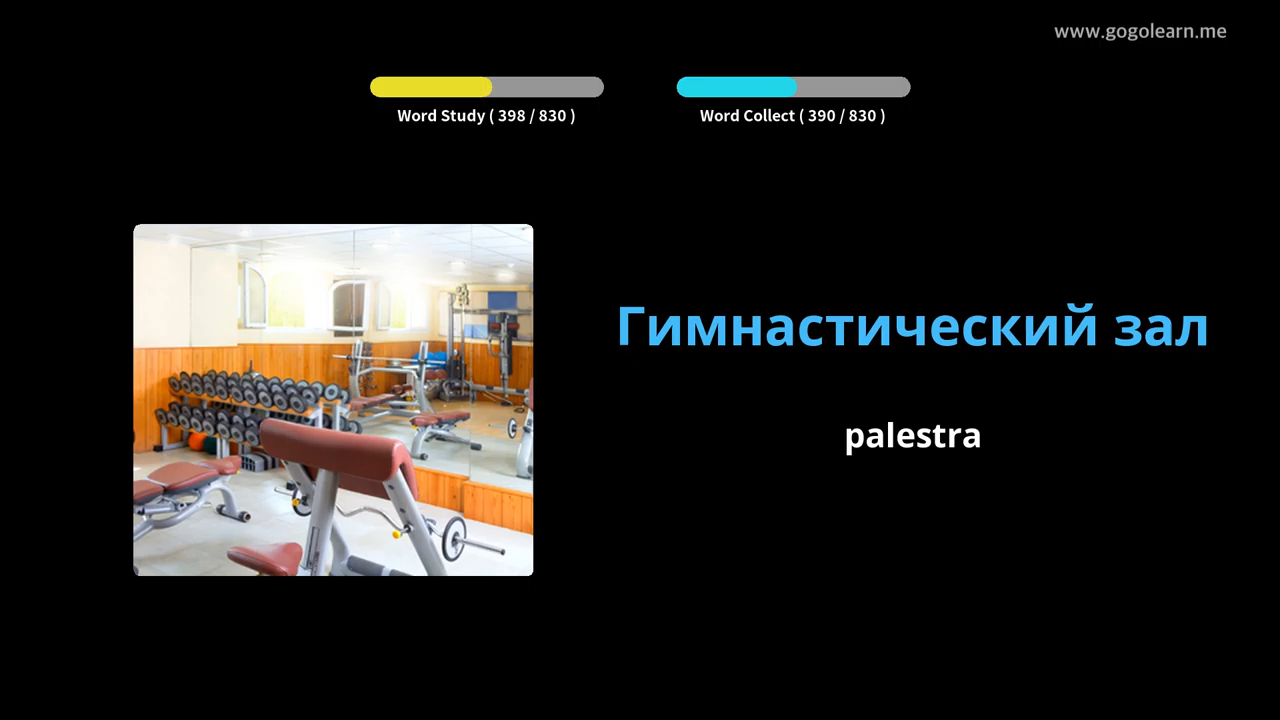 www.gogolearn.me
Word Study ( 398 / 830 )
Word Collect ( 390 / 830 )
Гимнастический зал
palestra